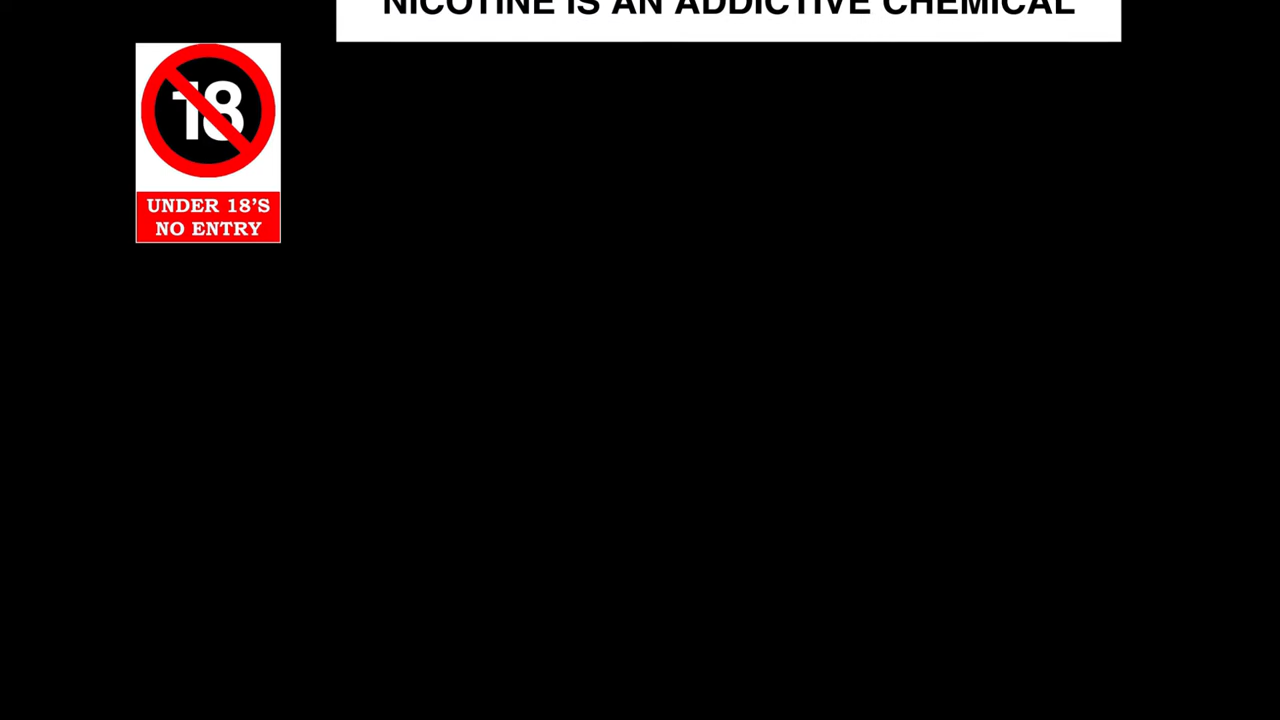 NICOTINE IS AN ADDICTIVE CHEMICAL
18
UNDER 18’S
NO ENTRY